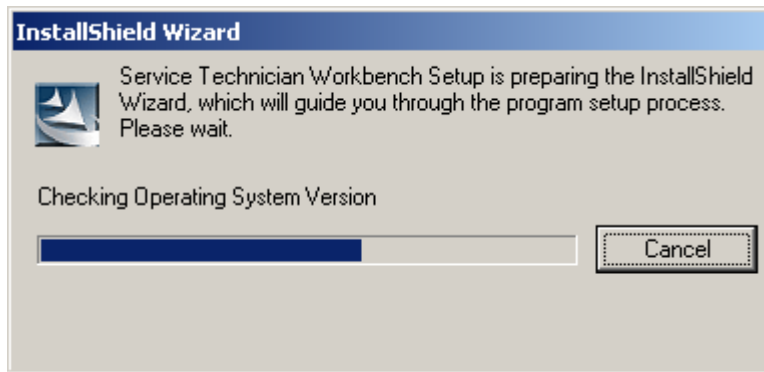 InstallShield Wizard
Service Technician Workbench Setup is preparing the InstallShield
Wizard, which will guide you through the program setup process.
Please wait.
Checking Operating System Version
Cancel